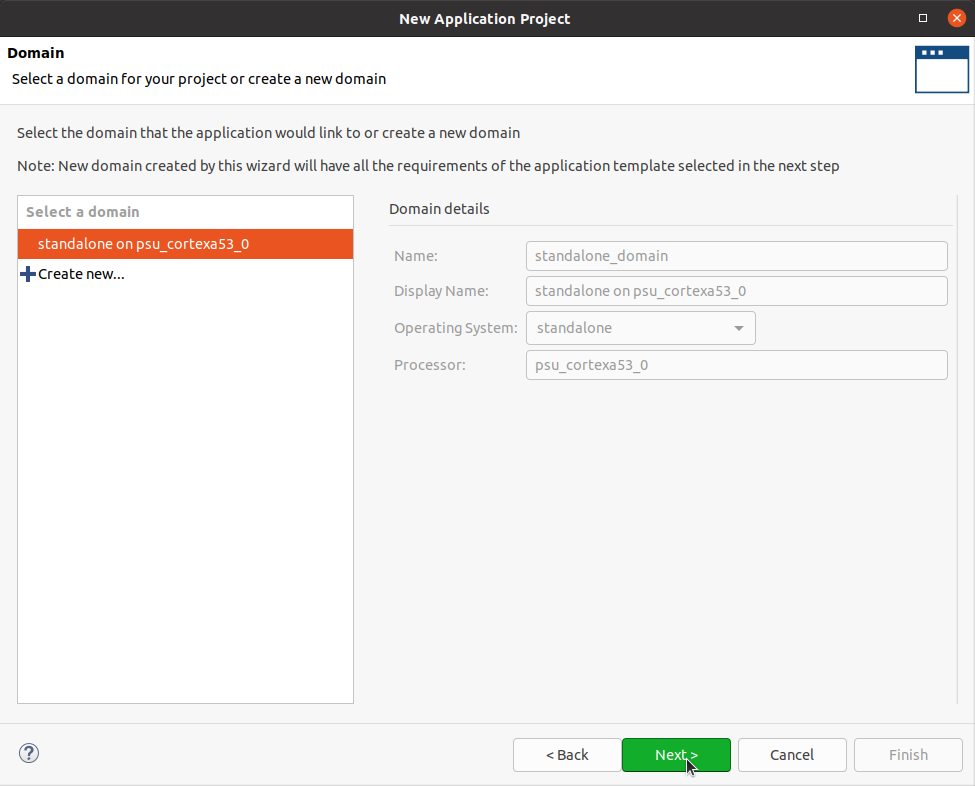 New Application Project
Domain
Select a domain for your project or create a new domain
Select the domain that the application would link to or create a new domain
Note: New domain created by this wizard will have all the requirements of the application template selected in the next step
Select a domain
standalone on psu_cortexa53_0
Create new...
Domain details
Name: standalone_domain
Display Name: standalone on psu_cortexa53_0
Operating System: standalone
Processor: psu_cortexa53_0
? < Back Next > Cancel Finish